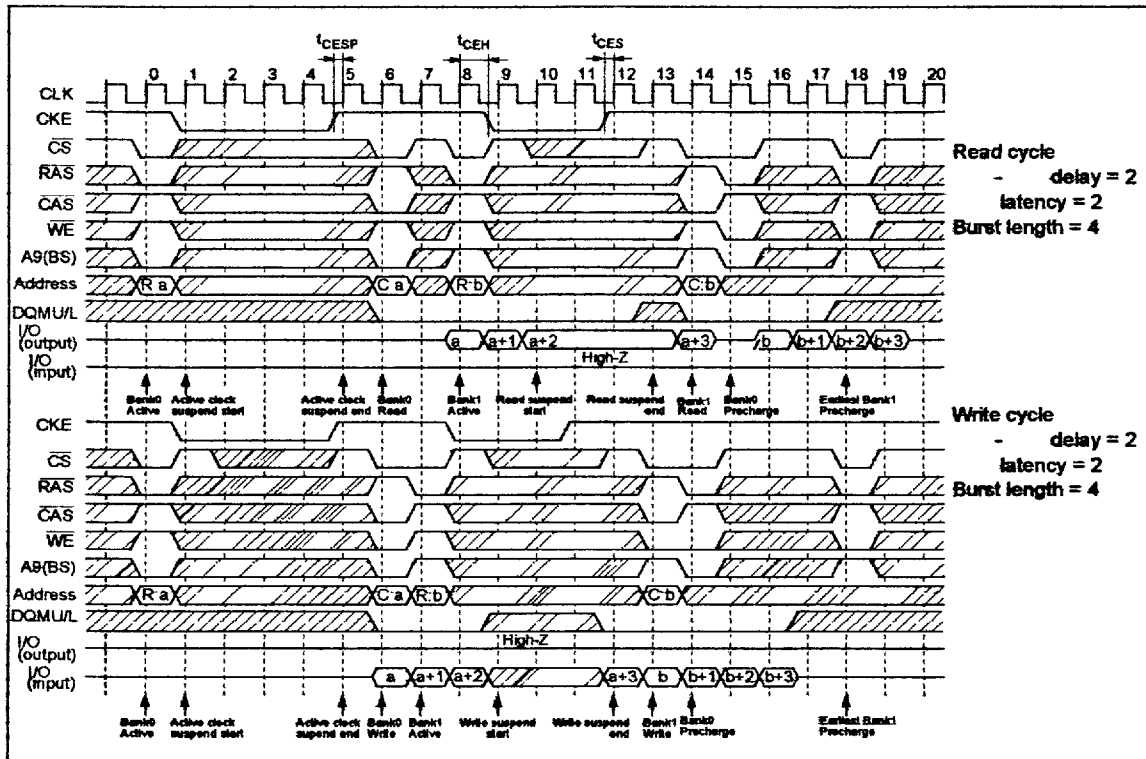 tCESP tCEH tCES
0 1 2 3 4 5 6 7 8 9 10 11 12 13 14 15 16 17 18 19 20
CLK
CKE
CS
RAS
CAS
WE
A9(BS)
Address R:a C:a R:b C:b
DQMU/L
I/O (output) a a+1 a+2 a+3 b b+1 b+2 b+3
High-Z
I/O (input)
Bank0 Active
Active clock suspend start
Active clock suspend end
Bank0 Read
Bank1 Active
Read suspend start
Read suspend end
Bank1 Read
Bank0 Precharge
Earliest Bank1 Precharge
Read cycle
- delay = 2
latency = 2
Burst length = 4
CKE
CS
RAS
CAS
WE
A9(BS)
Address R:a C:a R:b C:b
DQMU/L
High-Z
I/O (output)
I/O (input) a a+1 a+2 a+3 b b+1 b+2 b+3
Bank0 Active
Active clock suspend start
Active clock supend end
Bank0 Write
Bank1 Active
Write suspend start
Write suspend end
Bank1 Write
Bank0 Precharge
Earliest Bank1 Precharge
Write cycle
- delay = 2
latency = 2
Burst length = 4